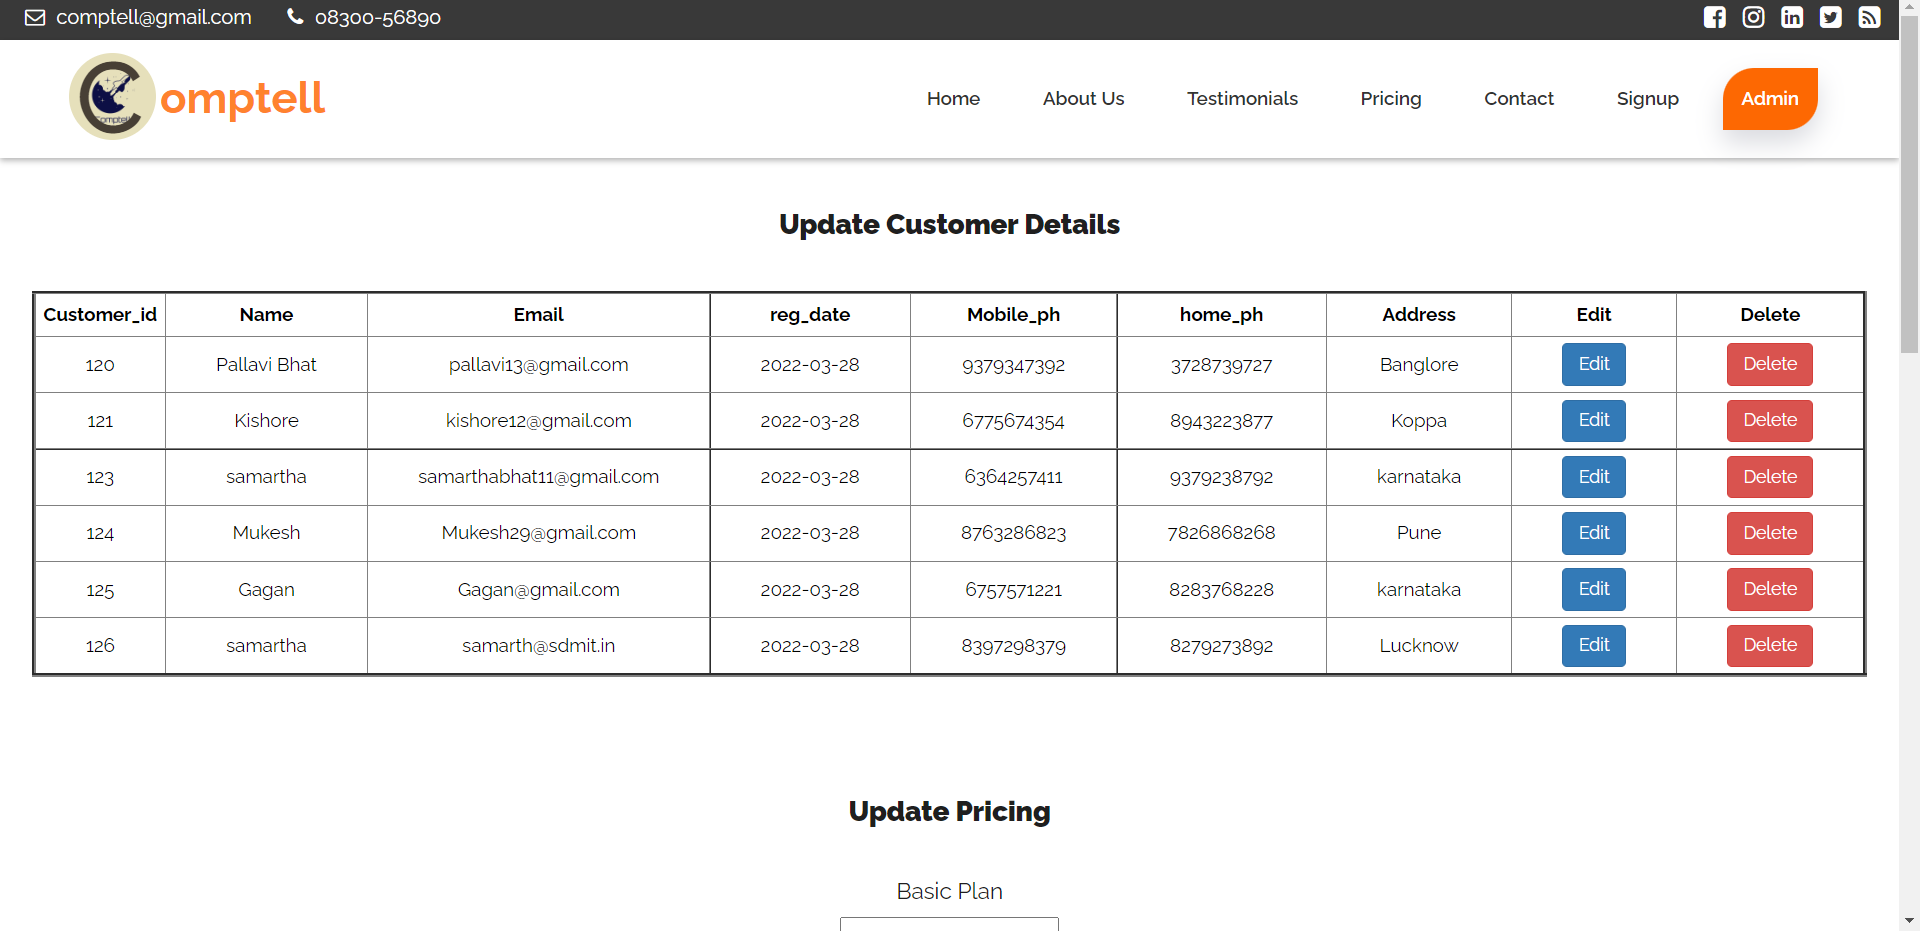 comptell@gmail.com 08300-56890
Comptell
omptell
Home About Us Testimonials Pricing Contact Signup Admin
Update Customer Details
Customer_id Name Email reg_date Mobile_ph home_ph Address Edit Delete
120 Pallavi Bhat pallavi13@gmail.com 2022-03-28 9379347392 3728739727 Banglore Edit Delete
121 Kishore kishore12@gmail.com 2022-03-28 6775674354 8943223877 Koppa Edit Delete
123 samartha samarthabhat11@gmail.com 2022-03-28 6364257411 9379238792 karnataka Edit Delete
124 Mukesh Mukesh29@gmail.com 2022-03-28 8763286823 7826868268 Pune Edit Delete
125 Gagan Gagan@gmail.com 2022-03-28 6757571221 8283768228 karnataka Edit Delete
126 samartha samarth@sdmit.in 2022-03-28 8397298379 8279273892 Lucknow Edit Delete
Update Pricing
Basic Plan